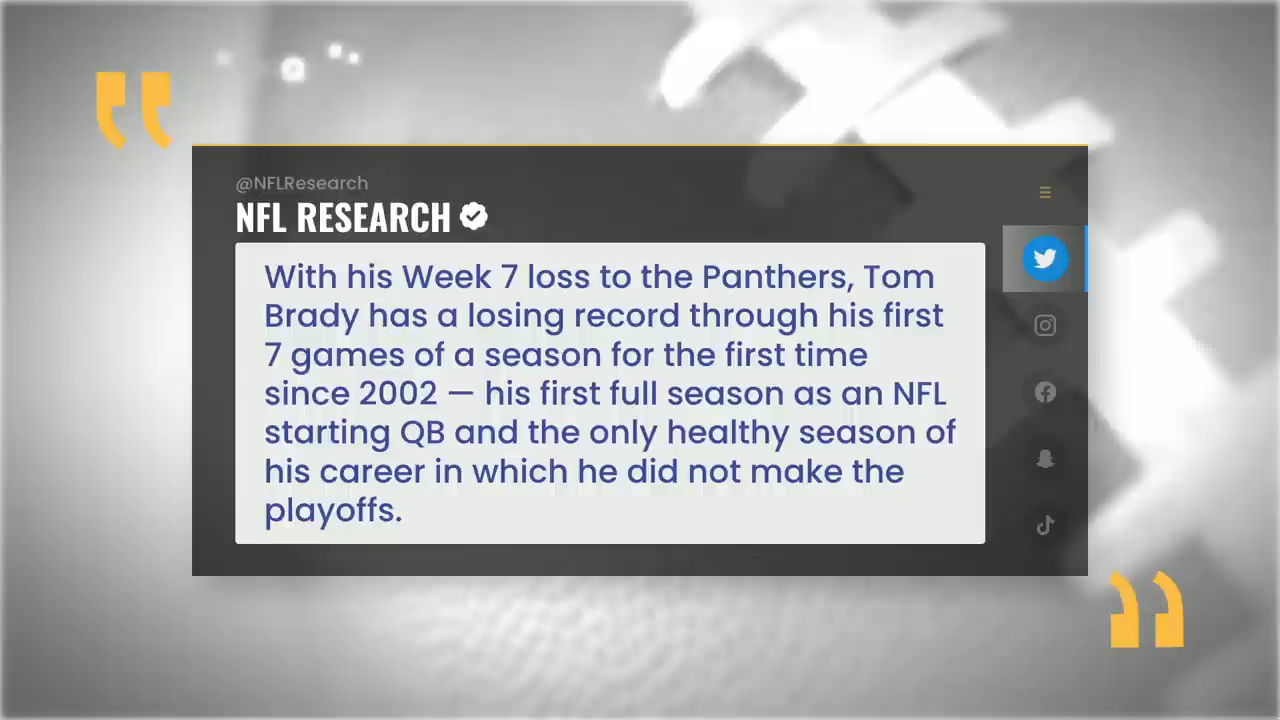 @NFLResearch
NFL RESEARCH
With his Week 7 loss to the Panthers, Tom
Brady has a losing record through his first
7 games of a season for the first time
since 2002 — his first full season as an NFL
starting QB and the only healthy season of
his career in which he did not make the
playoffs.